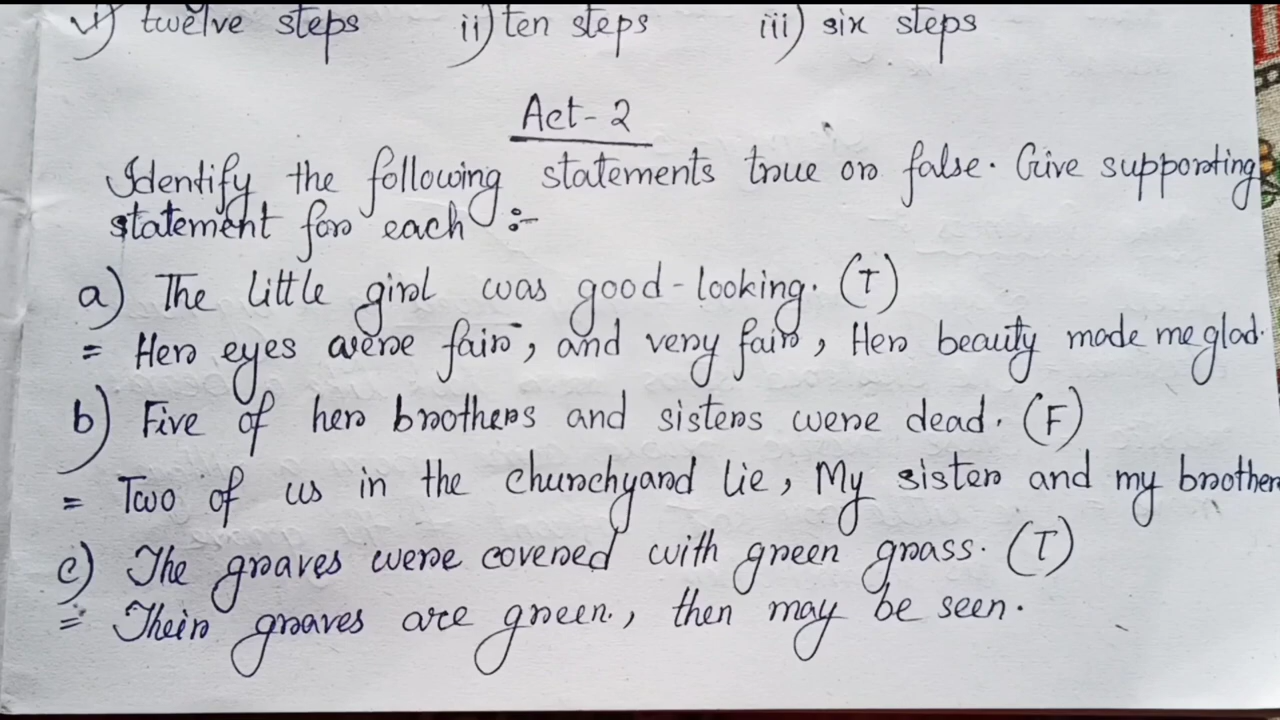 i) twelve steps ii) ten steps iii) six steps
Act-2
Identify the following statements true or false. Give supporting
statement for each :-
a) The little girl was good-looking. (T)
= Her eyes were fair, and very fair, Her beauty made me glad.
b) Five of her brothers and sisters were dead. (F)
= Two of us in the churchyard lie, My sister and my brother
c) The graves were covered with green grass. (T)
= Their graves are green, then may be seen.